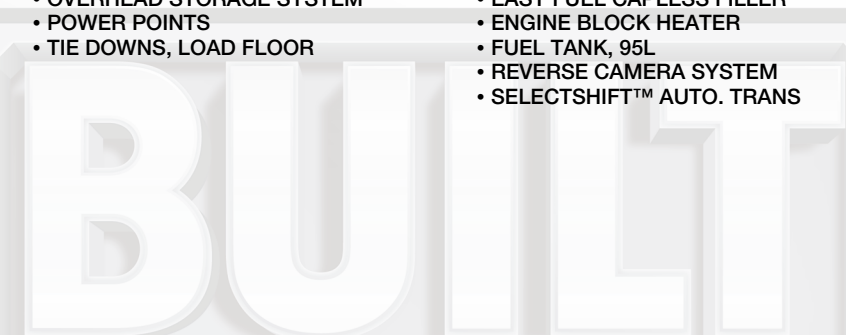 • OVERHEAD STORAGE SYSTEM
• POWER POINTS
• TIE DOWNS, LOAD FLOOR
• EASY FUEL CAPLESS FILLER
• ENGINE BLOCK HEATER
• FUEL TANK, 95L
• REVERSE CAMERA SYSTEM
• SELECTSHIFT™ AUTO. TRANS
BUILT